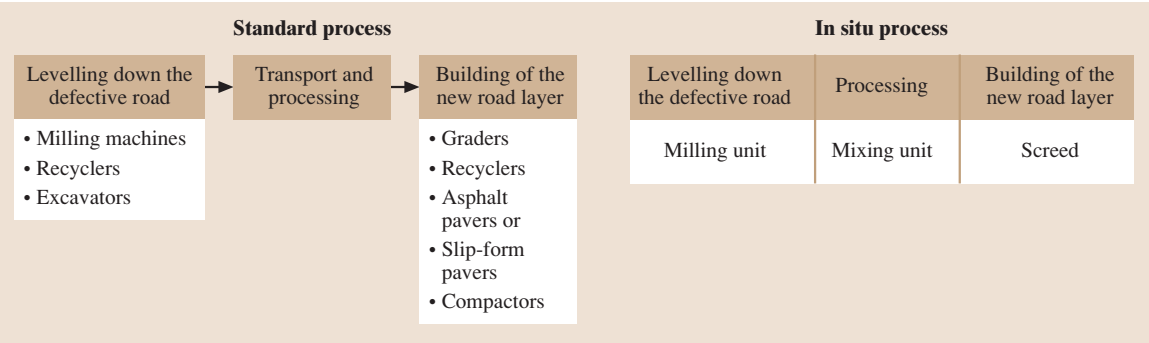 Standard process
Levelling down the
defective road
Transport and
processing
Building of the
new road layer
• Milling machines
• Recyclers
• Excavators
• Graders
• Recyclers
• Asphalt
pavers or
• Slip-form
pavers
• Compactors
In situ process
Levelling down
the defective road
Processing
Building of the
new road layer
Milling unit
Mixing unit
Screed